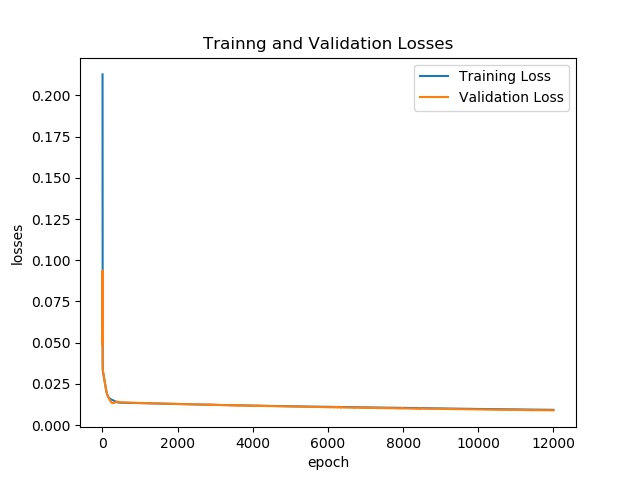 Trainng and Validation Losses
Training Loss
Validation Loss
0.200
0.175
0.150
0.125
0.100
0.075
0.050
0.025
0.000
losses
0 2000 4000 6000 8000 10000 12000
epoch